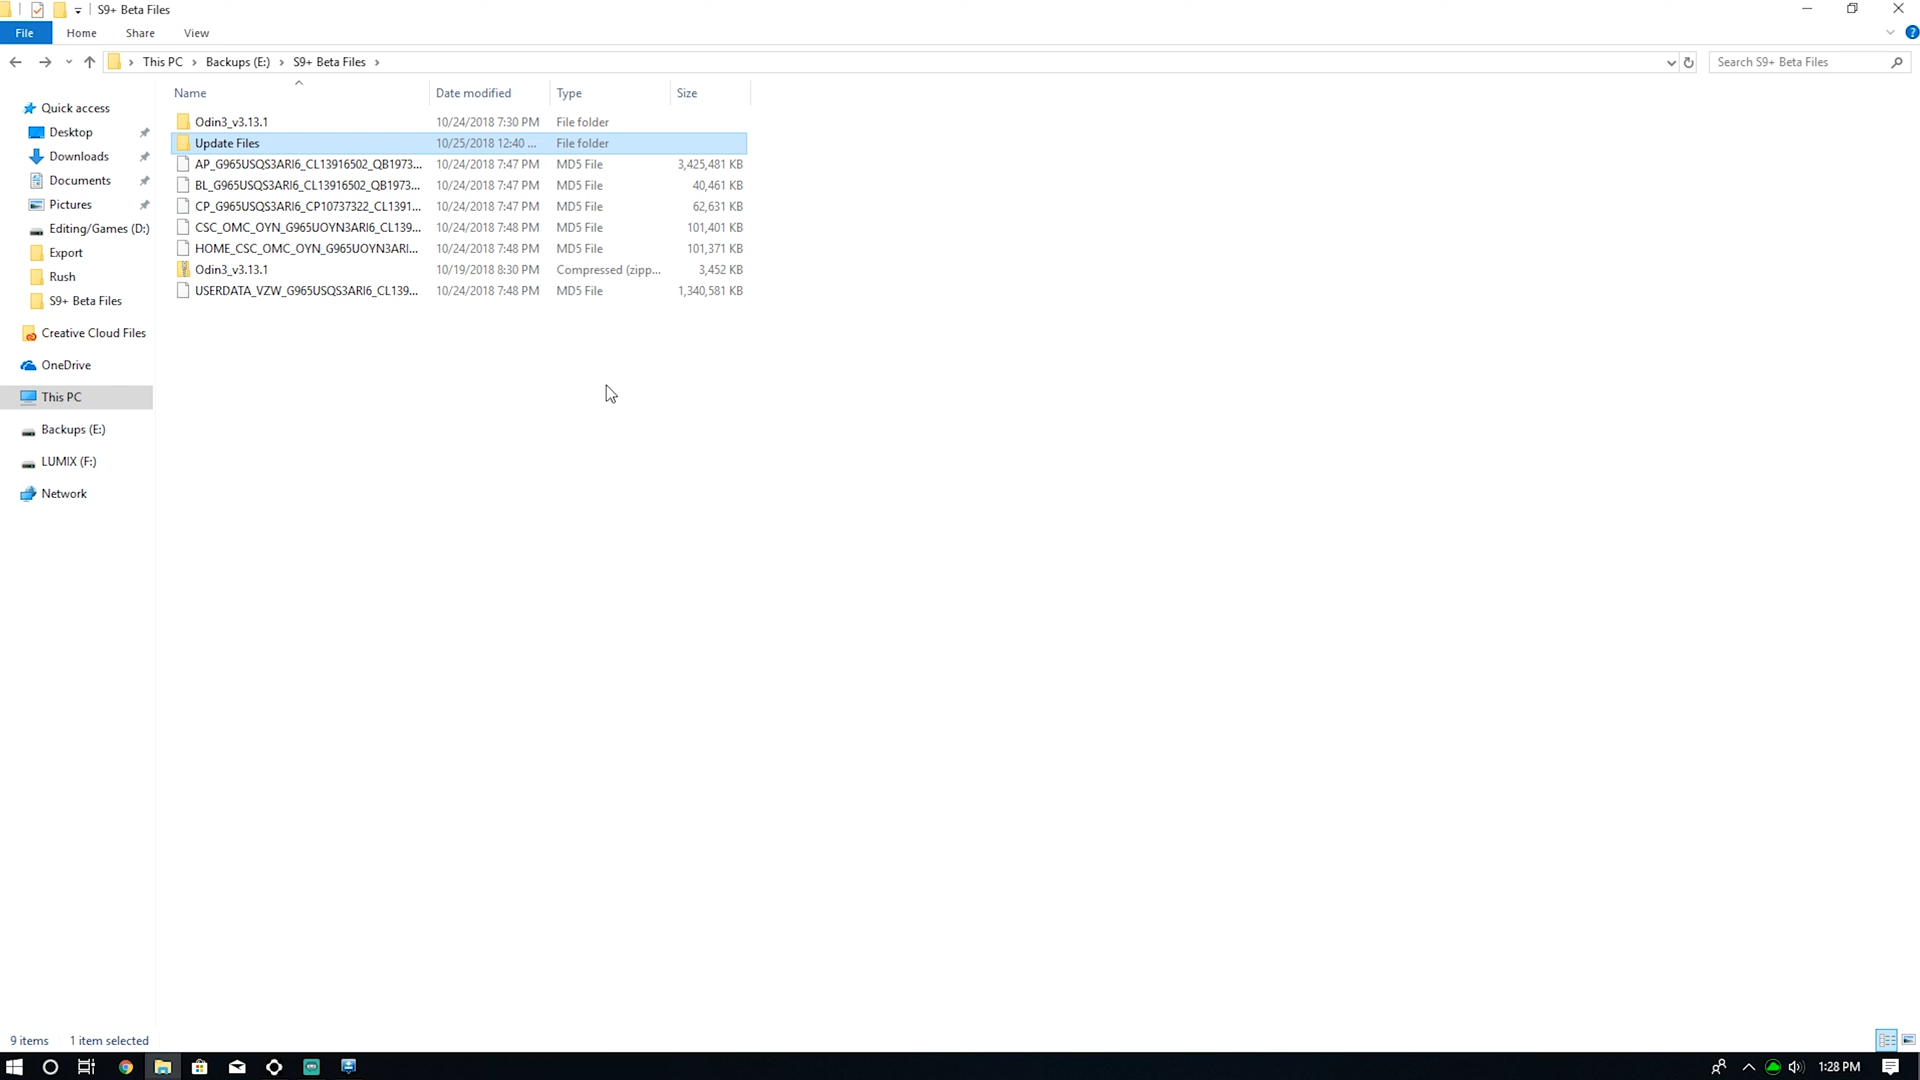 S9+ Beta Files
File Home Share View
This PC Backups (E:) S9+ Beta Files
Search S9+ Beta Files
Name Date modified Type Size
Quick access
Desktop
Downloads
Documents
Pictures
Editing/Games (D:)
Export
Rush
S9+ Beta Files
Creative Cloud Files
OneDrive
This PC
Backups (E:)
LUMIX (F:)
Network
Odin3_v3.13.1 10/24/2018 7:30 PM File folder
Update Files 10/25/2018 12:40 ... File folder
AP_G965USQS3ARI6_CL13916502_QB1973... 10/24/2018 7:47 PM MD5 File 3,425,481 KB
BL_G965USQS3ARI6_CL13916502_QB1973... 10/24/2018 7:47 PM MD5 File 40,461 KB
CP_G965USQS3ARI6_CP10737322_CL1391... 10/24/2018 7:47 PM MD5 File 62,631 KB
CSC_OMC_OYN_G965UOYN3ARI6_CL139... 10/24/2018 7:48 PM MD5 File 101,401 KB
HOME_CSC_OMC_OYN_G965UOYN3ARI... 10/24/2018 7:48 PM MD5 File 101,371 KB
Odin3_v3.13.1 10/19/2018 8:30 PM Compressed (zipp... 3,452 KB
USERDATA_VZW_G965USQS3ARI6_CL139... 10/24/2018 7:48 PM MD5 File 1,340,581 KB
9 items 1 item selected
1:28 PM